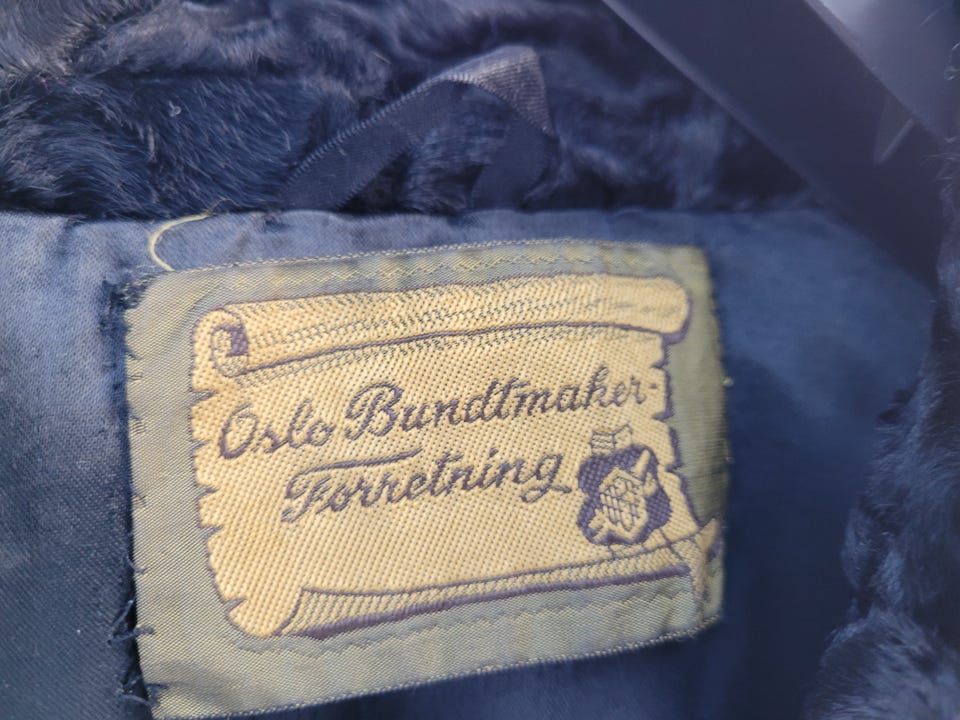 Oslo Bundtmaker-
Forretning